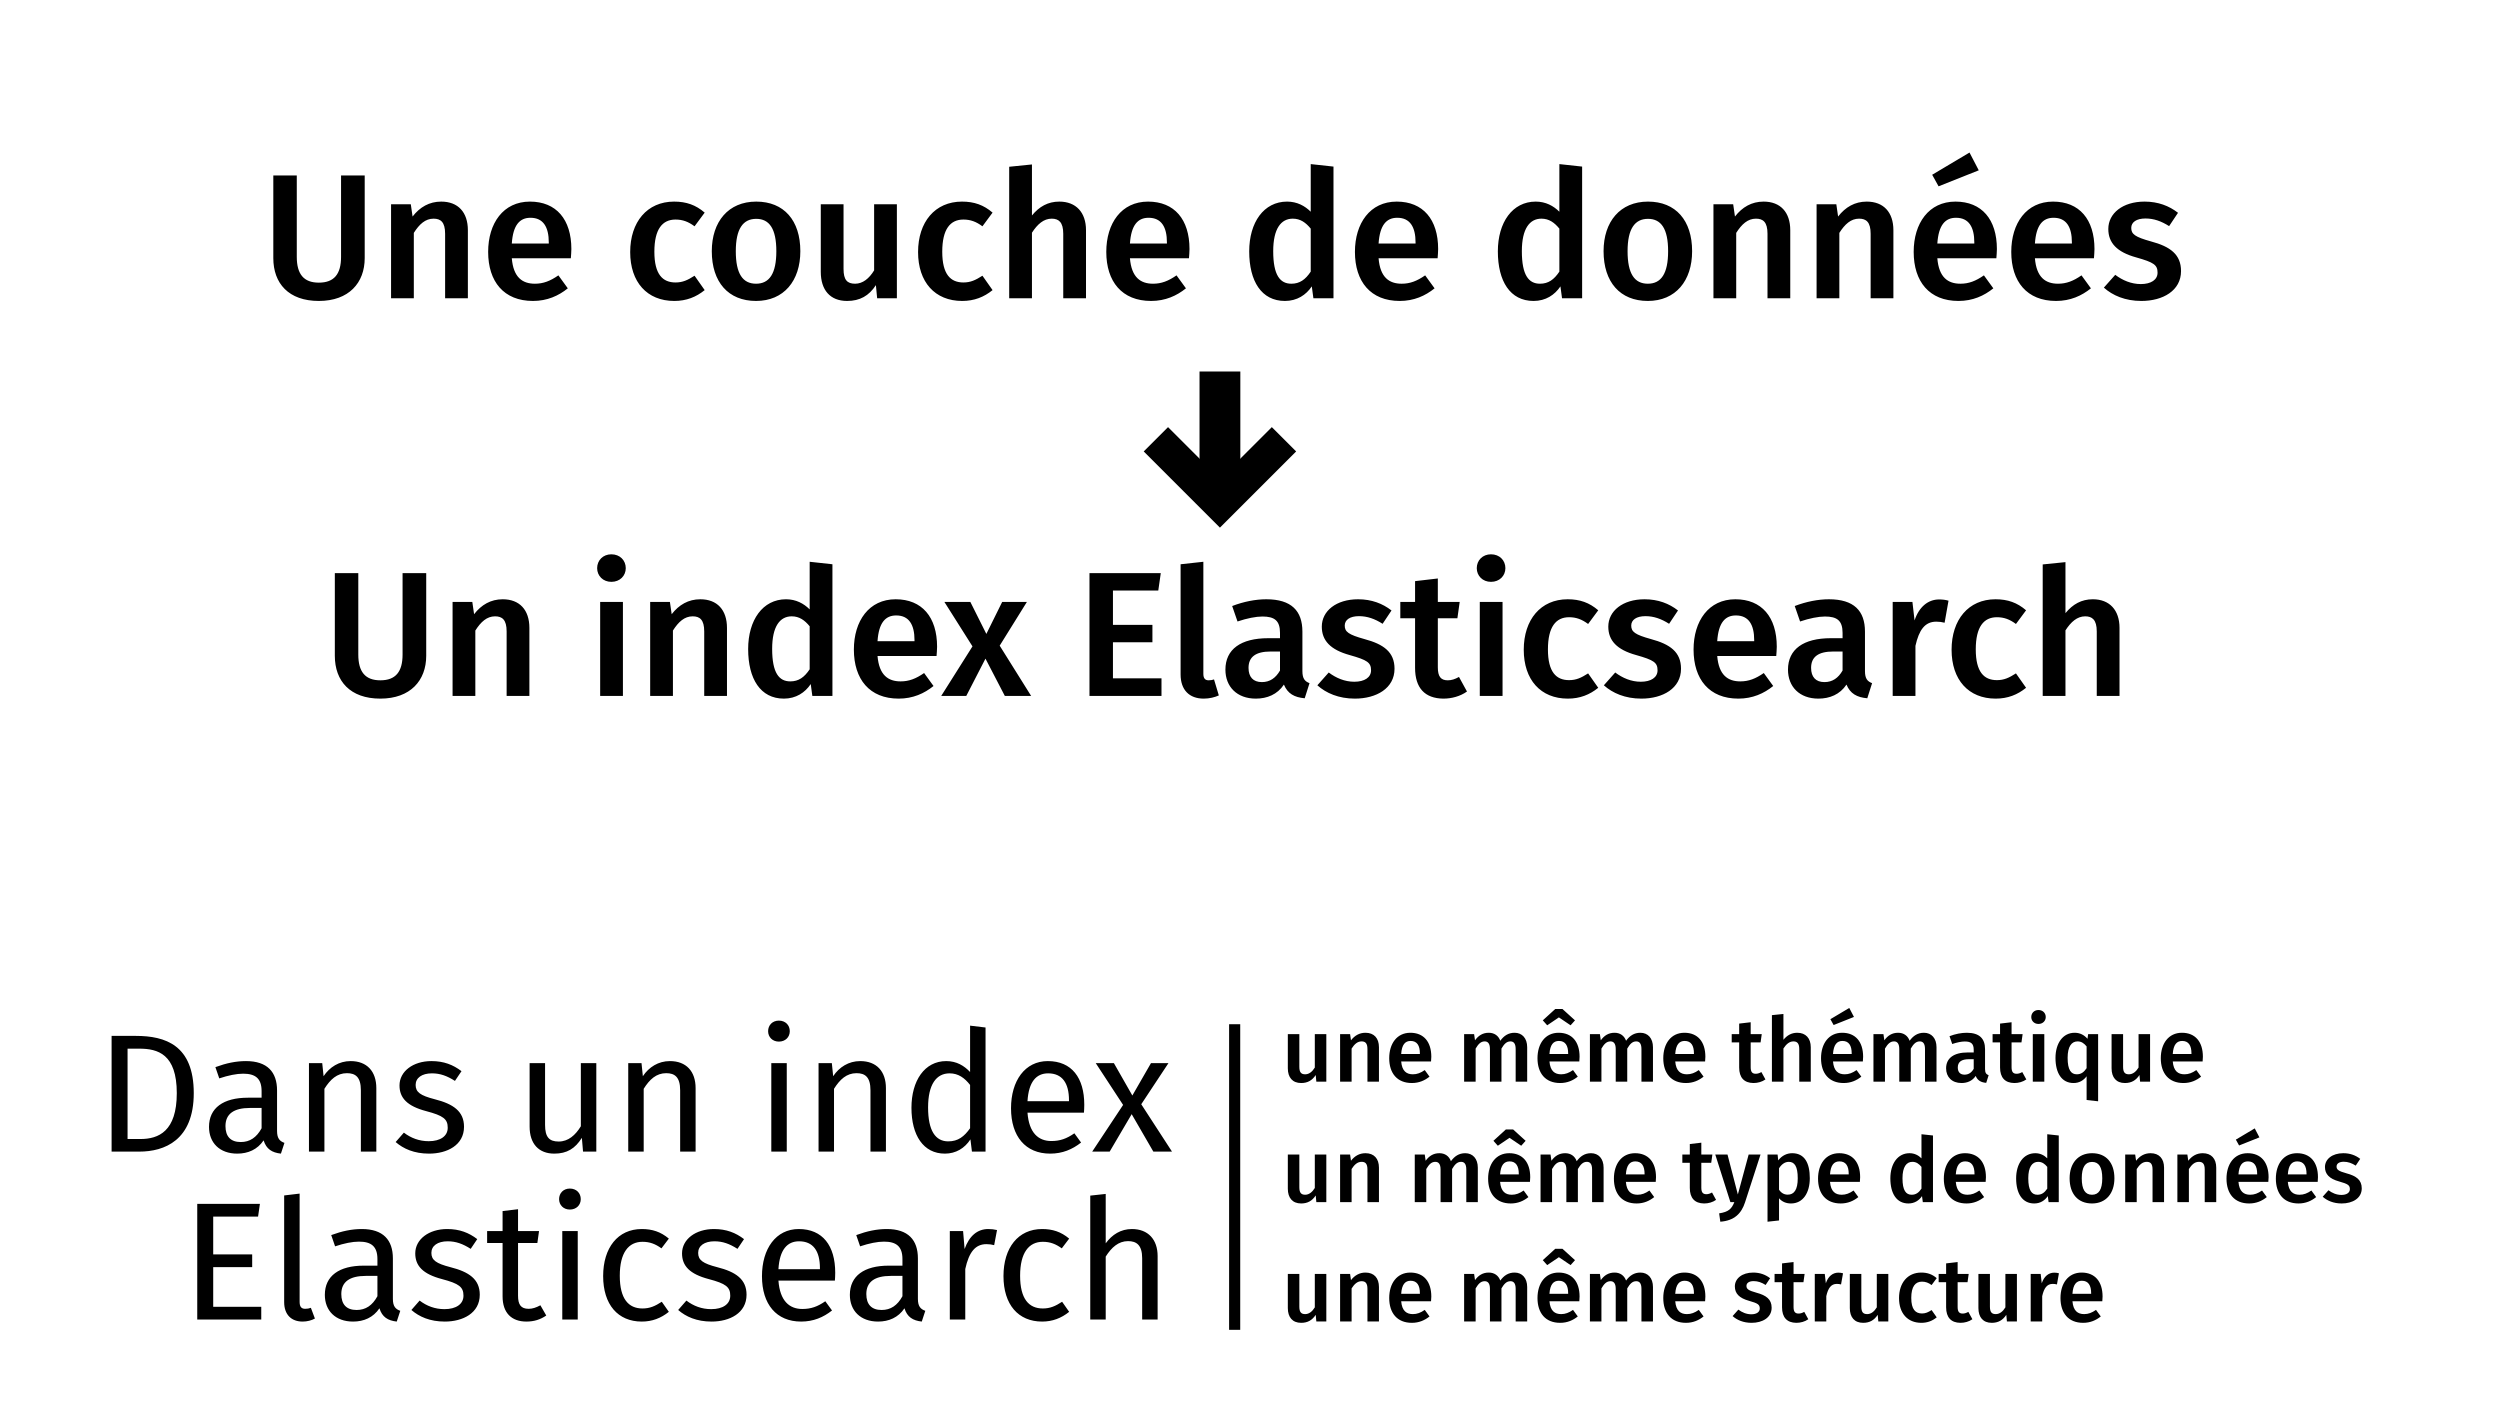 Une couche de données
Un index Elasticsearch
Dans un index
Elasticsearch
une même thématique
un même type de données
une même structure